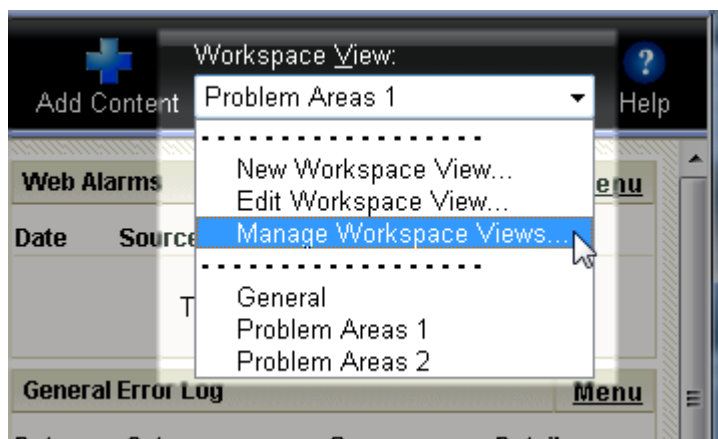 Workspace View:
Add Content
Problem Areas 1
Help
- - - - - - - - - - - - - - - - - -
New Workspace View...
Edit Workspace View...
Manage Workspace Views...
- - - - - - - - - - - - - - - - - -
General
Problem Areas 1
Problem Areas 2
Web Alarms
Date Source
General Error Log Menu